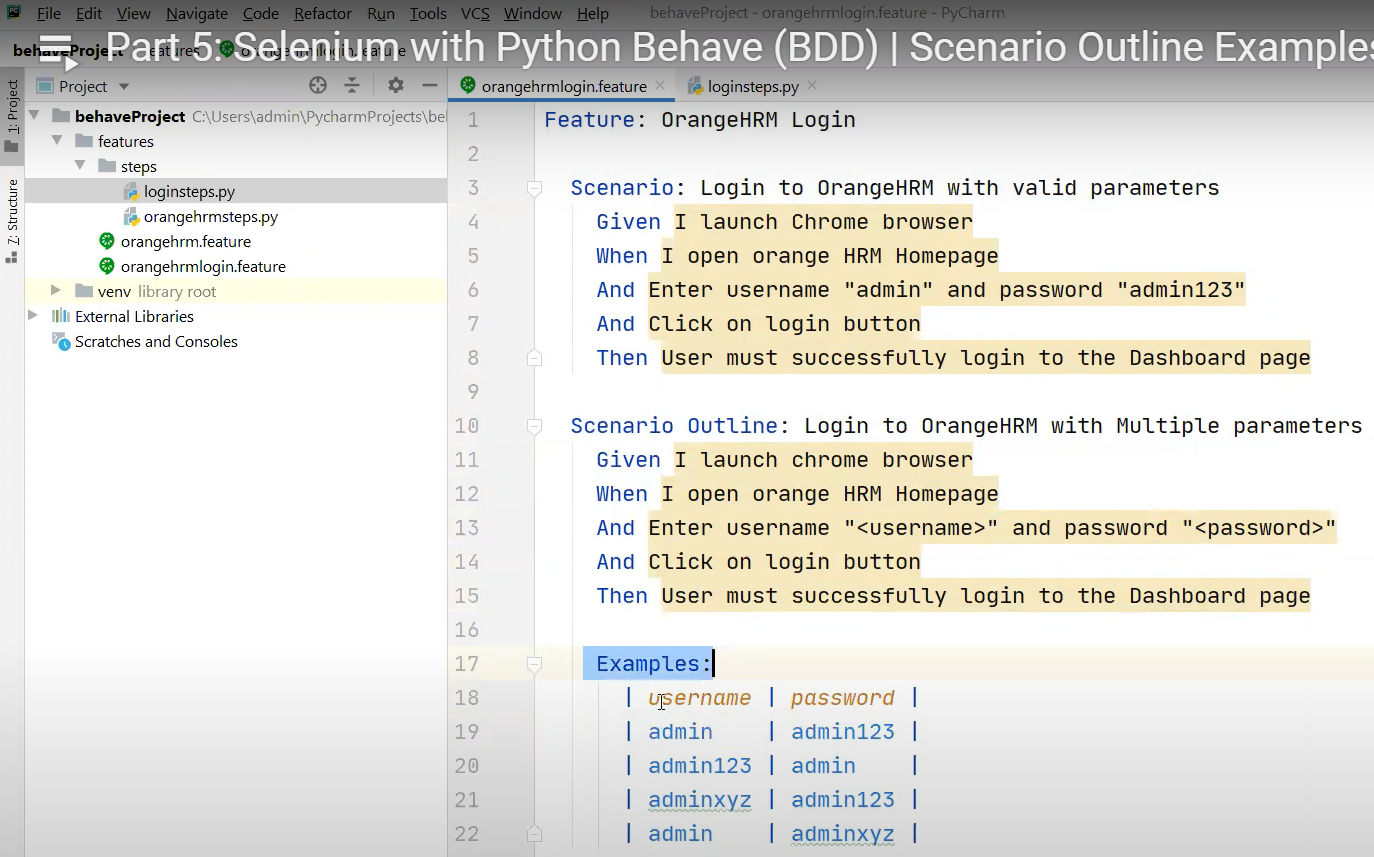 File Edit View Navigate Code Refactor Run Tools VCS Window Help behaveProject - orangehrmlogin.feature - PyCharm
Part 5: Selenium with Python Behave (BDD) | Scenario Outline Examples
behaveProject features orangehrmlogin.feature
Project
orangehrmlogin.feature
loginsteps.py
1: Project
Z: Structure
behaveProject C:\Users\admin\PycharmProjects\be
features
steps
loginsteps.py
orangehrmsteps.py
orangehrm.feature
orangehrmlogin.feature
venv library root
External Libraries
Scratches and Consoles
1 Feature: OrangeHRM Login
2
3 Scenario: Login to OrangeHRM with valid parameters
4 Given I launch Chrome browser
5 When I open orange HRM Homepage
6 And Enter username "admin" and password "admin123"
7 And Click on login button
8 Then User must successfully login to the Dashboard page
9
10 Scenario Outline: Login to OrangeHRM with Multiple parameters
11 Given I launch chrome browser
12 When I open orange HRM Homepage
13 And Enter username "<username>" and password "<password>"
14 And Click on login button
15 Then User must successfully login to the Dashboard page
16
17 Examples:
18 | username | password |
19 | admin | admin123 |
20 | admin123 | admin |
21 | adminxyz | admin123 |
22 | admin | adminxyz |